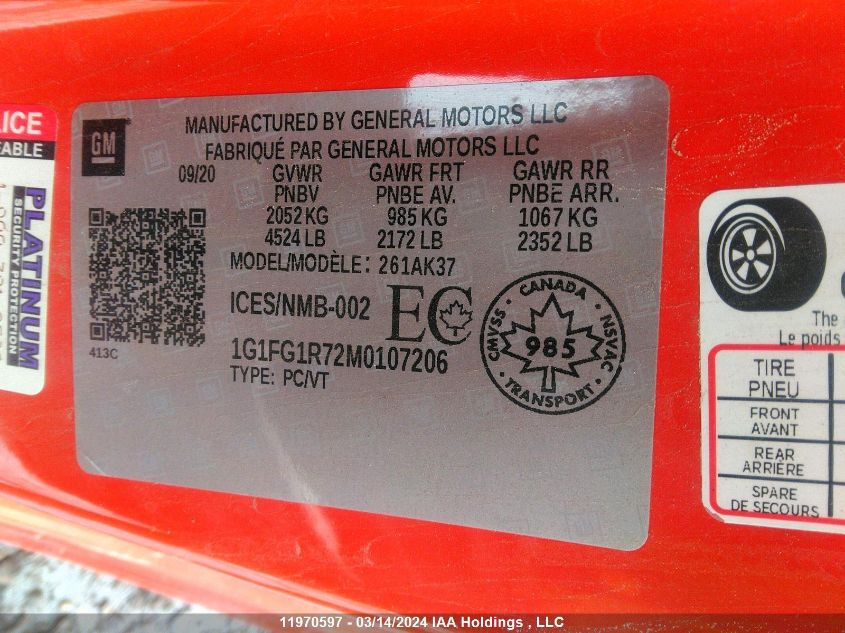 LICE
EABLE
PLATINUM
SECURITY PROTECTION
GM
MANUFACTURED BY GENERAL MOTORS LLC
FABRIQUÉ PAR GENERAL MOTORS LLC
09/20 GVWR GAWR FRT GAWR RR
PNBV PNBE AV. PNBE ARR.
2052 KG 985 KG 1067 KG
4524 LB 2172 LB 2352 LB
MODEL/MODÈLE: 261AK37
ICES/NMB-002 EC
413C
1G1FG1R72M0107206
TYPE: PC/VT
CANADA
CMVSS NSVAC
985
TRANSPORT
The
Le poids
TIRE
PNEU
FRONT
AVANT
REAR
ARRIÈRE
SPARE
DE SECOURS
11970597 - 03/14/2024 IAA Holdings , LLC